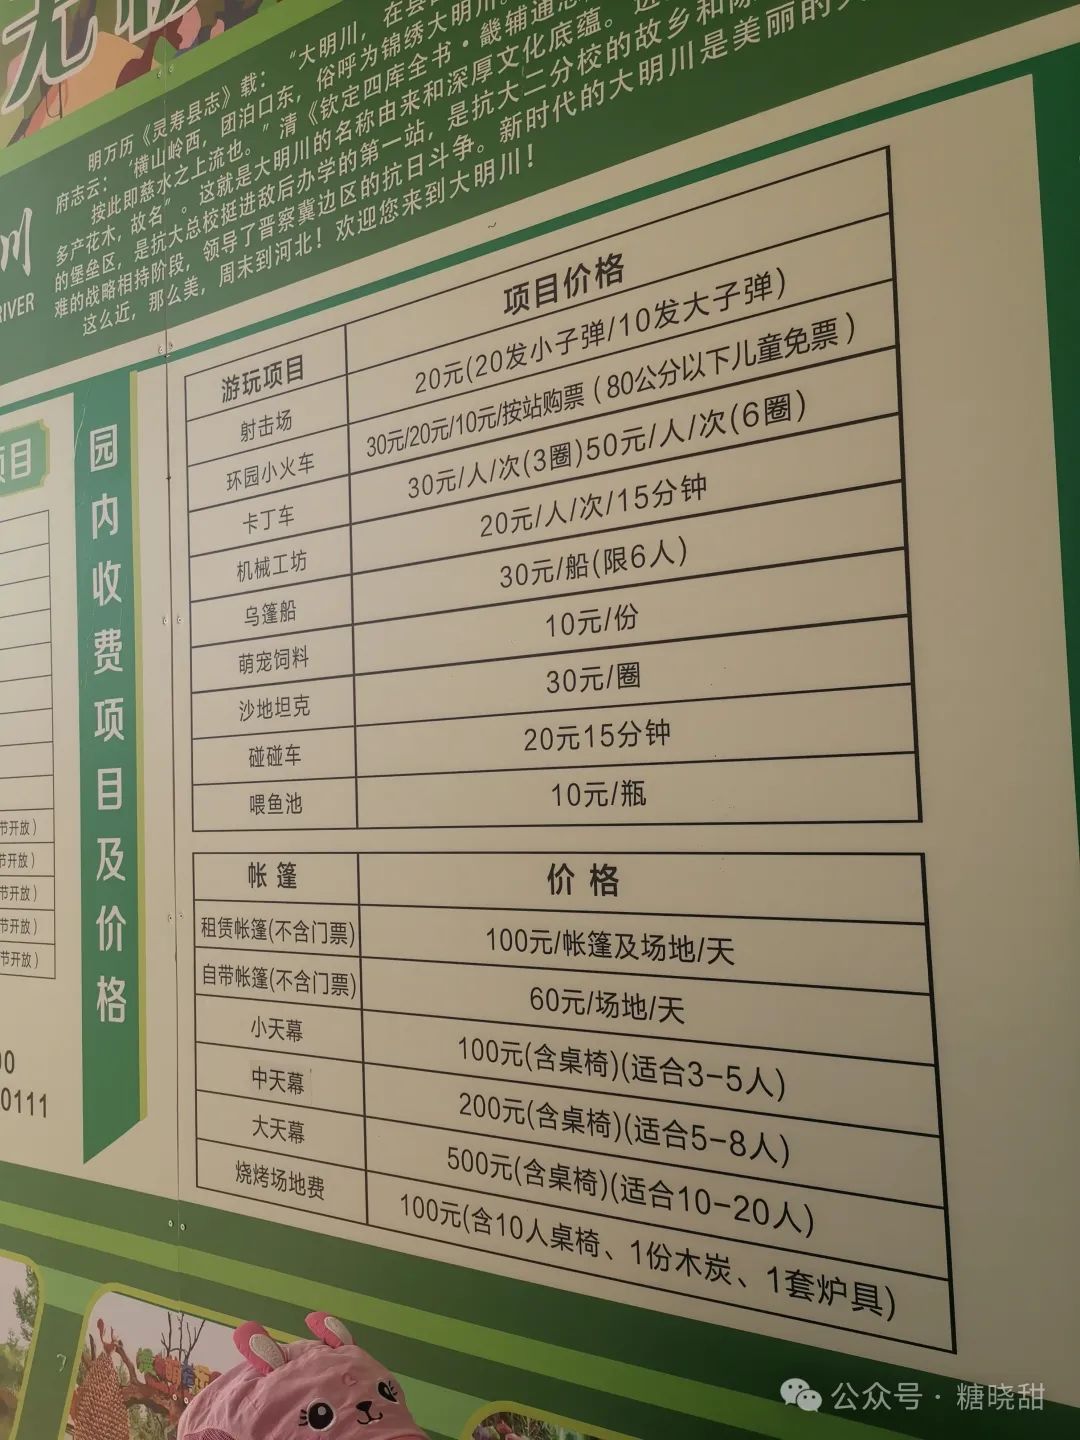 明万历《灵寿县志》载：“大明川，在县
府志云：“横山岭西，团泊口东，俗呼为锦绣大明川。
按此即慈水之上流也。”清《钦定四库全书·畿辅通志
多产花木，故名”。这就是大明川的名称由来和深厚文化底蕴。
的堡垒区，是抗大总校挺进敌后办学的第一站，是抗大二分校的故乡和
难的战略相持阶段，领导了晋察冀边区的抗日斗争。新时代的大明川是美丽的
这么近，那么美，周末到河北！欢迎您来到大明川！
川
RIVER
项目
园内收费项目及价格
游玩项目 项目价格
射击场 20元(20发小子弹/10发大子弹)
环园小火车 30元/20元/10元/按站购票（80公分以下儿童免票）
卡丁车 30元/人/次(3圈)50元/人/次(6圈)
机械工坊 20元/人/次/15分钟
乌篷船 30元/船(限6人)
萌宠饲料 10元/份
沙地坦克 30元/圈
碰碰车 20元15分钟
喂鱼池 10元/瓶
帐篷 价格
租赁帐篷(不含门票) 100元/帐篷及场地/天
自带帐篷(不含门票) 60元/场地/天
小天幕 100元(含桌椅)(适合3-5人)
中天幕 200元(含桌椅)(适合5-8人)
大天幕 500元(含桌椅)(适合10-20人)
烧烤场地费 100元(含10人桌椅、1份木炭、1套炉具)
节开放）
节开放）
节开放）
节开放）
节开放）
00
0111
公众号·糖晓甜